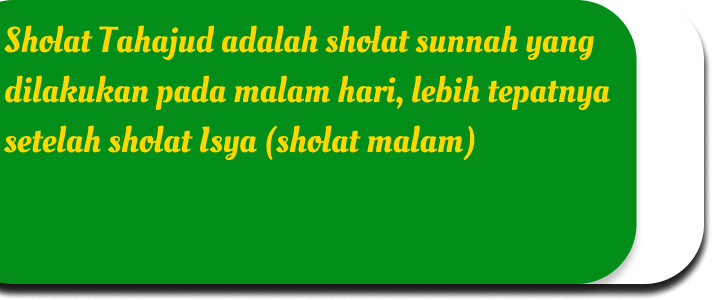 Sholat Tahajud adalah sholat sunnah yang
dilakukan pada malam hari, lebih tepatnya
setelah sholat Isya (sholat malam)